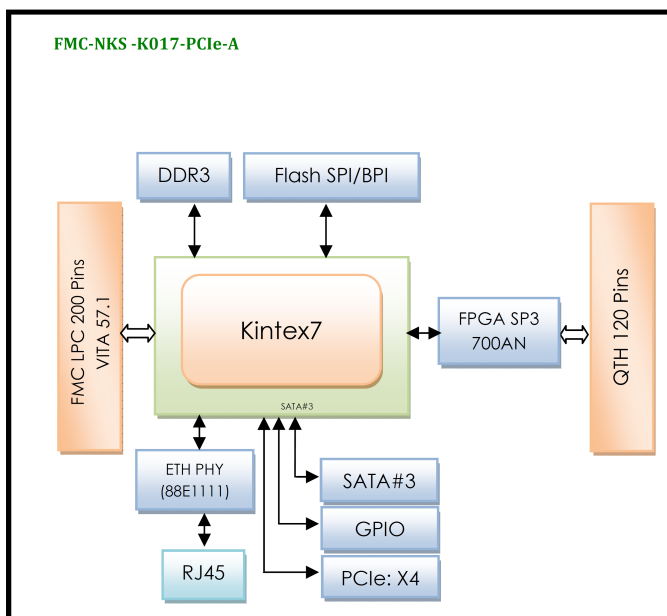 FMC-NKS -K017-PCIe-A
DDR3
Flash SPI/BPI
FMC LPC 200 Pins
VITA 57.1
Kintex7
SATA#3
FPGA SP3
700AN
QTH 120 Pins
ETH PHY
(88E1111)
SATA#3
GPIO
RJ45
PCIe: X4